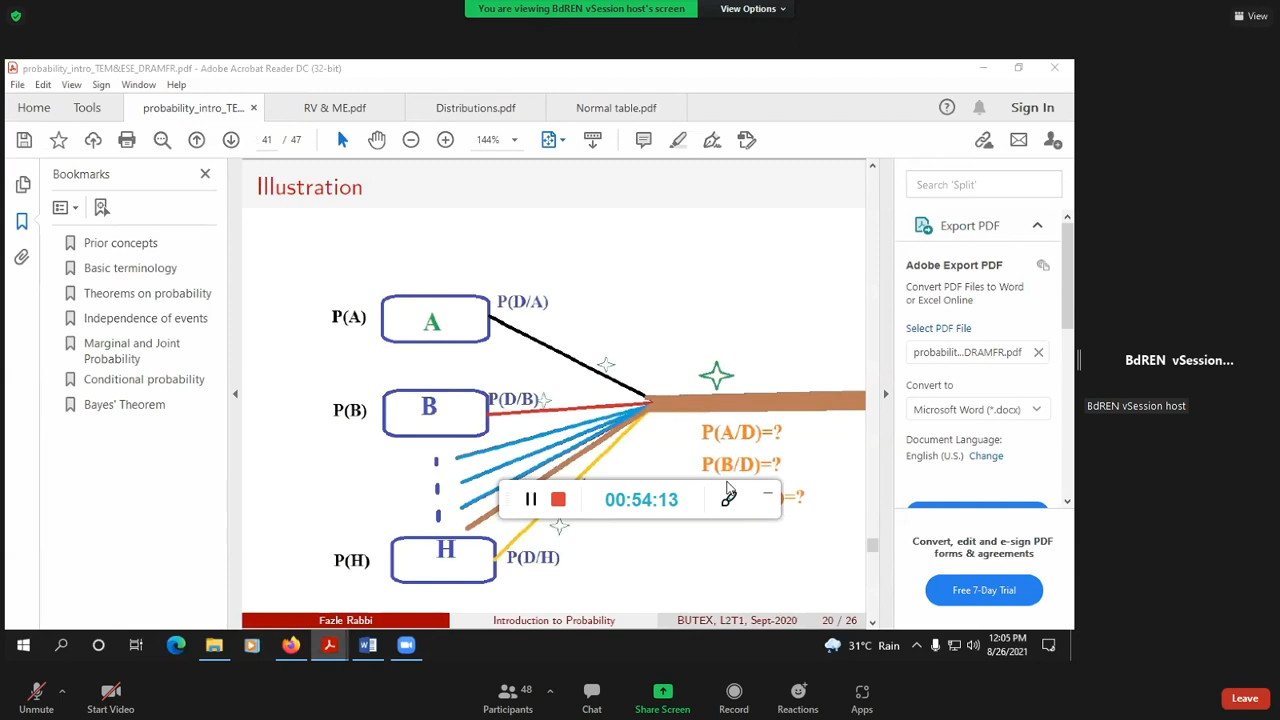 You are viewing BdREN vSession host's screen
View Options
View
probability_intro_TEM&ESE_DRAMFR.pdf - Adobe Acrobat Reader DC (32-bit)
File Edit View Sign Window Help
Home Tools probability_intro_TE... RV & ME.pdf Distributions.pdf Normal table.pdf Sign In
41 / 47 144%
Bookmarks
Prior concepts
Basic terminology
Theorems on probability
Independence of events
Marginal and Joint
Probability
Conditional probability
Bayes' Theorem
Illustration
P(A) A P(D/A)
P(B) B P(D/B)
P(A/D)=?
P(B/D)=?
=?
00:54:13
P(H) H P(D/H)
Fazle Rabbi Introduction to Probability BUTEX, L2T1, Sept-2020 20 / 26
Search 'Split'
Export PDF
Adobe Export PDF
Convert PDF Files to Word
or Excel Online
Select PDF File
probabilit...DRAMFR.pdf
Convert to
Microsoft Word (*.docx)
Document Language:
English (U.S.) Change
Convert, edit and e-sign PDF
forms & agreements
Free 7-Day Trial
BdREN vSession...
BdREN vSession host
31°C Rain
12:05 PM
8/26/2021
Unmute Start Video 48 Participants Chat Share Screen Record Reactions Apps Leave